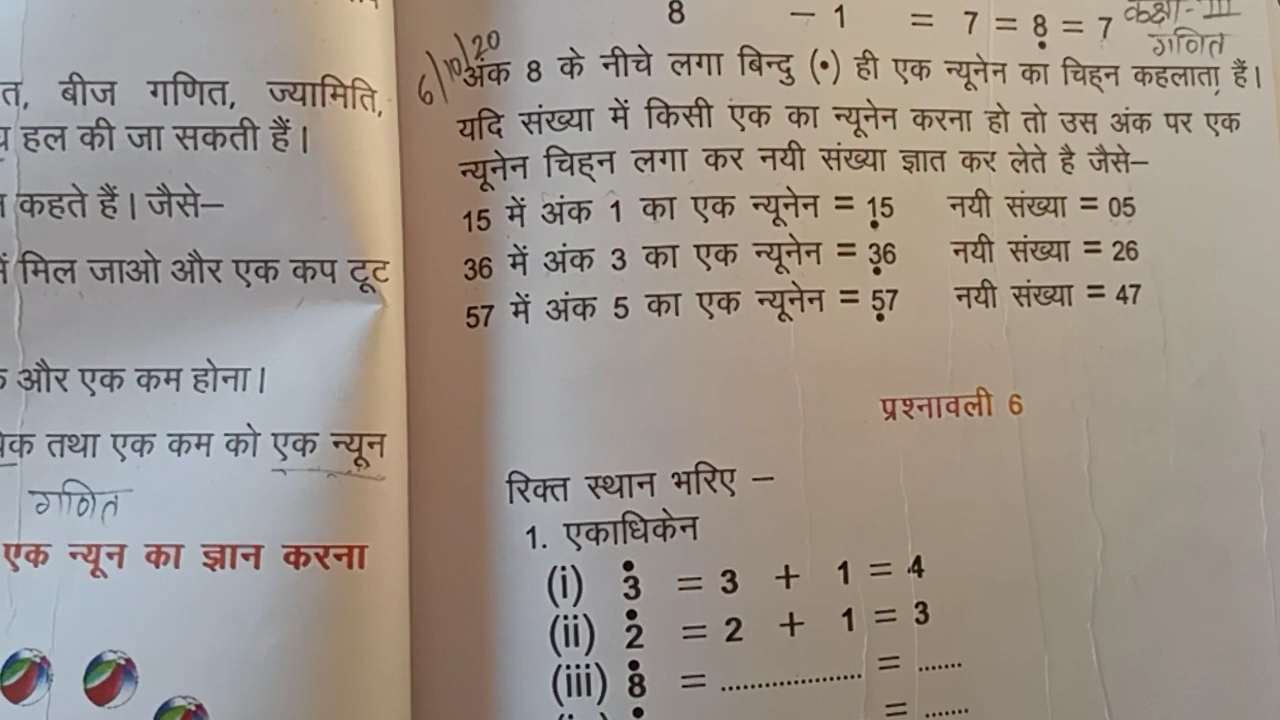 त, बीज गणित, ज्यामिति,
हल की जा सकती हैं।
कहते हैं। जैसे–
में मिल जाओ और एक कप टूट
और एक कम होना।
तथा एक कम को एक न्यून
गणित
एक न्यून का ज्ञान करना
8 – 1 = 7 = 8̣ = 7
कक्षा-III
गणित
6/10/20
अंक 8 के नीचे लगा बिन्दु (•) ही एक न्यूनेन का चिह्न कहलाता हैं।
यदि संख्या में किसी एक का न्यूनेन करना हो तो उस अंक पर एक
न्यूनेन चिह्न लगा कर नयी संख्या ज्ञात कर लेते है जैसे–
15 में अंक 1 का एक न्यूनेन = 1̣5 नयी संख्या = 05
36 में अंक 3 का एक न्यूनेन = 3̣6 नयी संख्या = 26
57 में अंक 5 का एक न्यूनेन = 5̣7 नयी संख्या = 47
प्रश्नावली 6
रिक्त स्थान भरिए –
1. एकाधिकेन
(i) 3̇ = 3 + 1 = 4
(ii) 2̇ = 2 + 1 = 3
(iii) 8̇ = .................... = .......
= .......